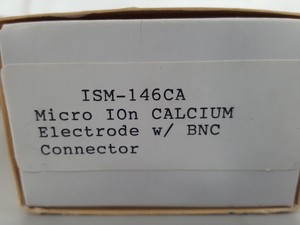 ISM-146CA
Micro IOn CALCIUM
Electrode w/ BNC
Connector